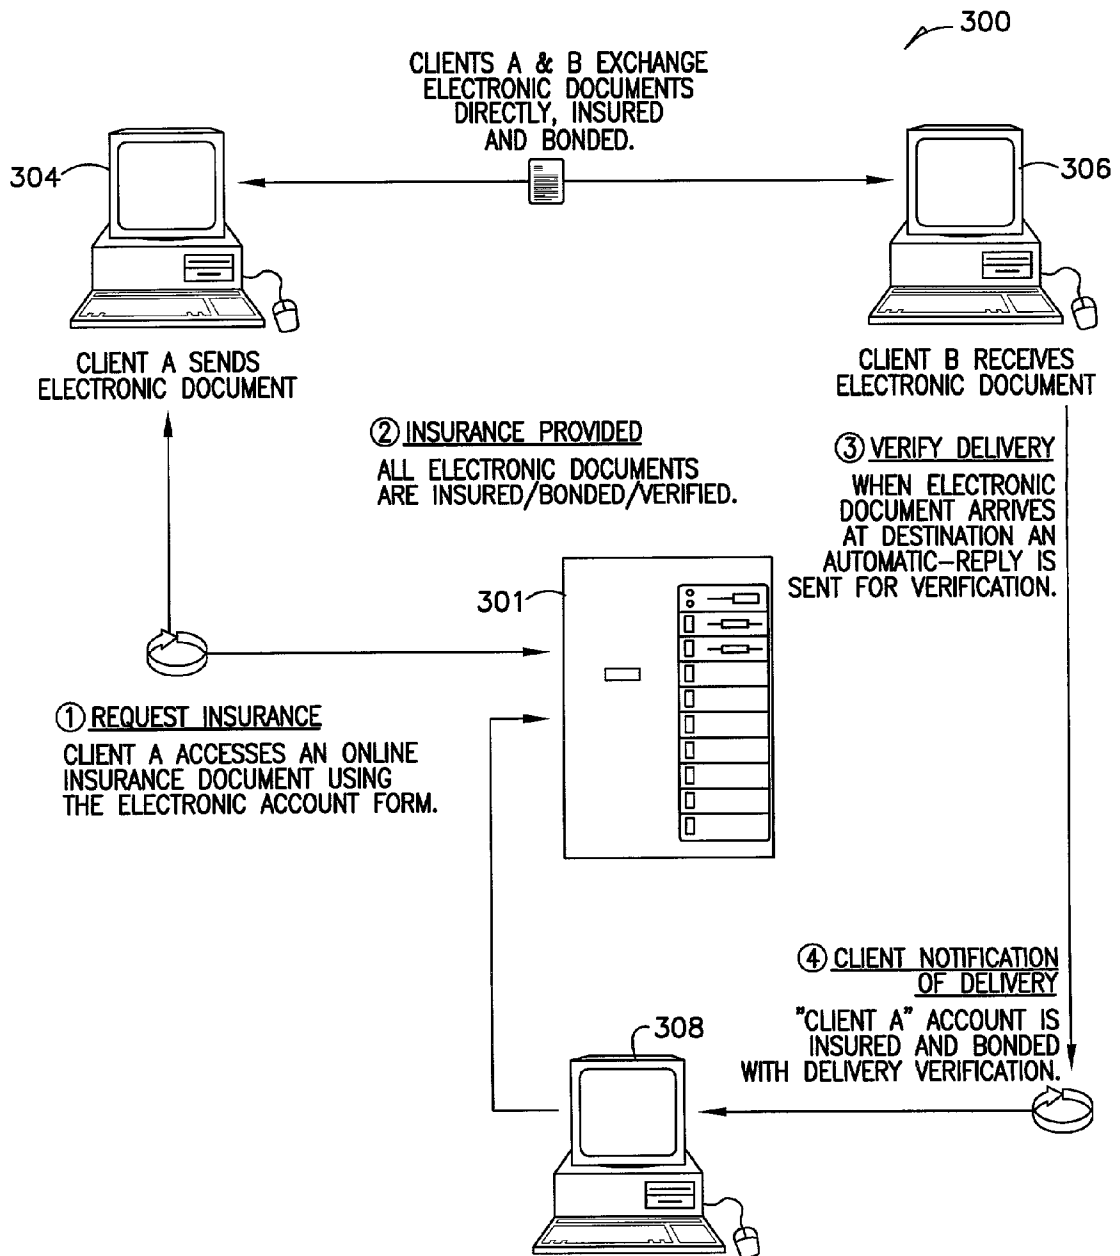 300
CLIENTS A & B EXCHANGE
ELECTRONIC DOCUMENTS
DIRECTLY, INSURED
AND BONDED.
304
306
CLIENT A SENDS
ELECTRONIC DOCUMENT
CLIENT B RECEIVES
ELECTRONIC DOCUMENT
② INSURANCE PROVIDED
ALL ELECTRONIC DOCUMENTS
ARE INSURED/BONDED/VERIFIED.
③ VERIFY DELIVERY
WHEN ELECTRONIC
DOCUMENT ARRIVES
AT DESTINATION AN
AUTOMATIC-REPLY IS
SENT FOR VERIFICATION.
301
① REQUEST INSURANCE
CLIENT A ACCESSES AN ONLINE
INSURANCE DOCUMENT USING
THE ELECTRONIC ACCOUNT FORM.
④ CLIENT NOTIFICATION
OF DELIVERY
"CLIENT A" ACCOUNT IS
INSURED AND BONDED
WITH DELIVERY VERIFICATION.
308